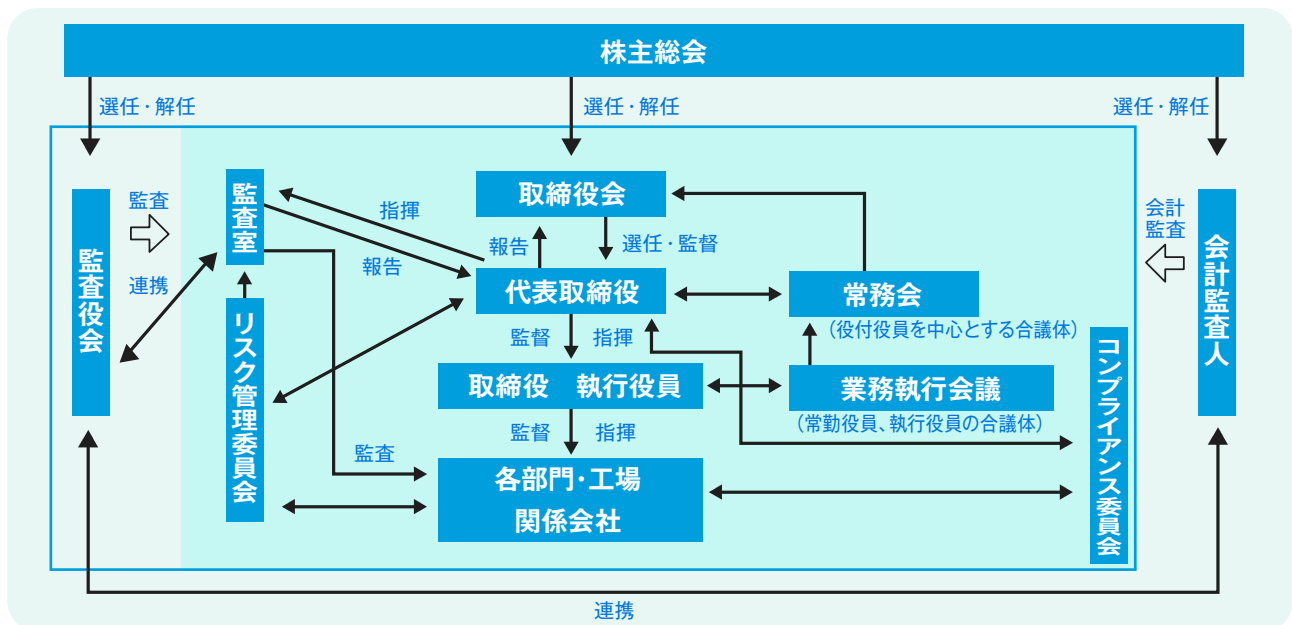 株主総会
選任・解任
選任・解任
選任・解任
監査役会
監査
連携
監査室
指揮
報告
取締役会
報告
選任・監督
代表取締役
常務会
（役付役員を中心とする合議体）
リスク管理委員会
監督
指揮
取締役　執行役員
業務執行会議
（常勤役員、執行役員の合議体）
監督
指揮
監査
各部門・工場
関係会社
コンプライアンス委員会
会計
監査
会計監査人
連携